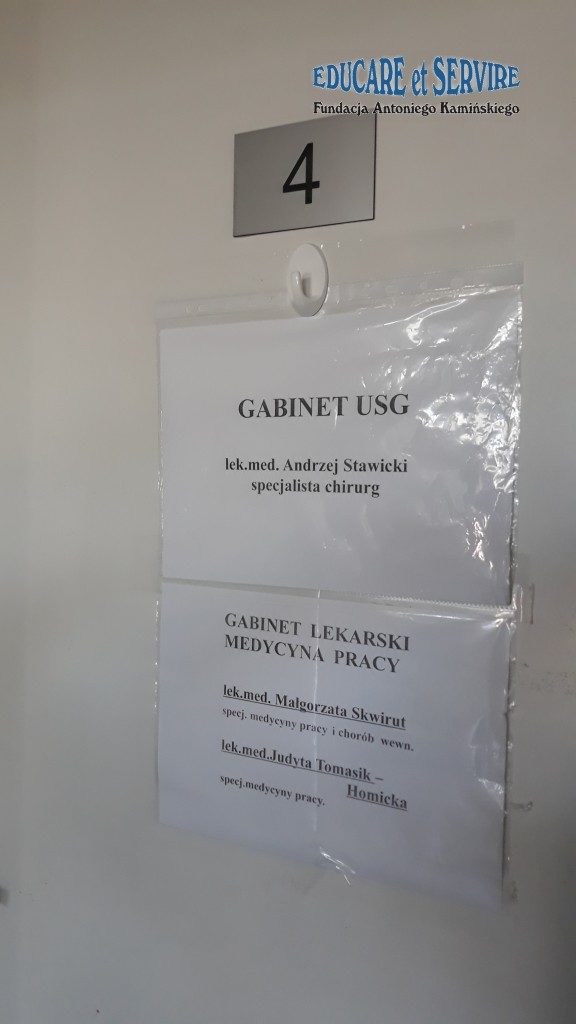 EDUCARE et SERVIRE
Fundacja Antoniego Kamińskiego
4
GABINET USG
lek.med. Andrzej Stawicki
specjalista chirurg
GABINET LEKARSKI
MEDYCYNA PRACY
lek.med. Małgorzata Skwirut
specj. medycyny pracy i chorób wewn.
lek.med.Judyta Tomasik –
Homicka
specj.medycyny pracy.